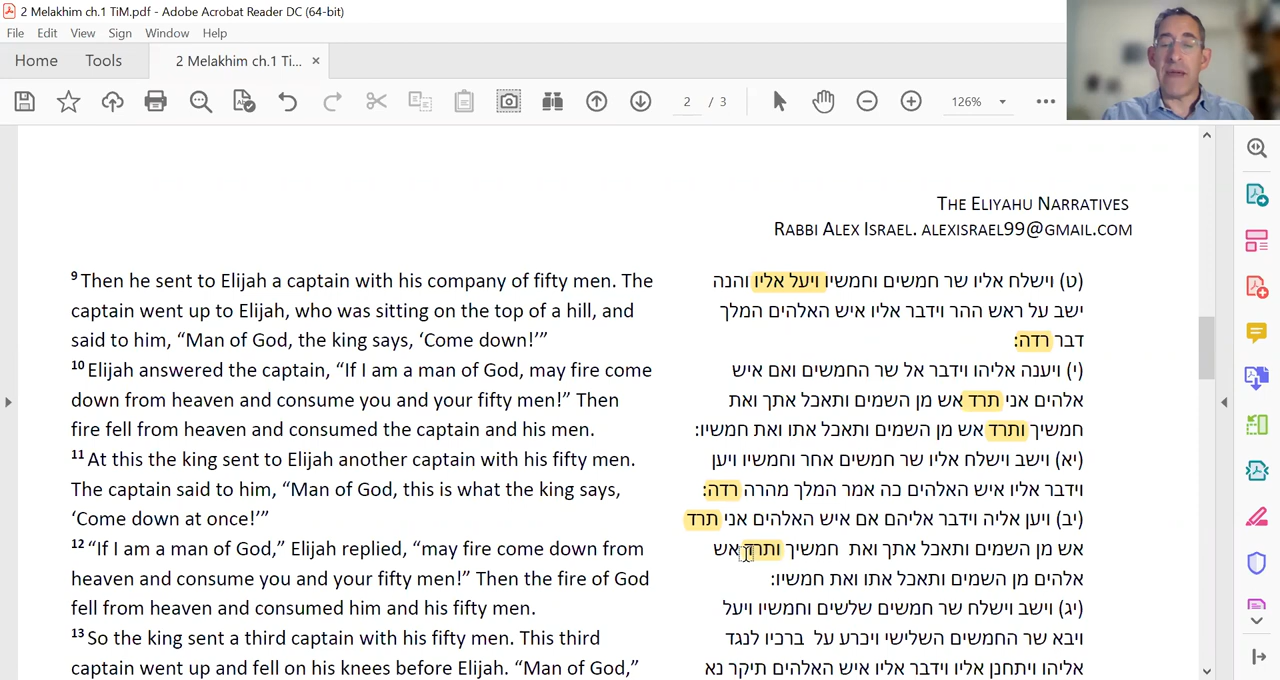 2 Melakhim ch.1 TiM.pdf - Adobe Acrobat Reader DC (64-bit)
File Edit View Sign Window Help
Home Tools 2 Melakhim ch.1 Ti... ×
2 / 3 126%
THE ELIYAHU NARRATIVES
RABBI ALEX ISRAEL. ALEXISRAEL99@GMAIL.COM
9 Then he sent to Elijah a captain with his company of fifty men. The
captain went up to Elijah, who was sitting on the top of a hill, and
said to him, “Man of God, the king says, ‘Come down!’”
10 Elijah answered the captain, “If I am a man of God, may fire come
down from heaven and consume you and your fifty men!” Then
fire fell from heaven and consumed the captain and his men.
11 At this the king sent to Elijah another captain with his fifty men.
The captain said to him, “Man of God, this is what the king says,
‘Come down at once!’”
12 “If I am a man of God,” Elijah replied, “may fire come down from
heaven and consume you and your fifty men!” Then the fire of God
fell from heaven and consumed him and his fifty men.
13 So the king sent a third captain with his fifty men. This third
captain went up and fell on his knees before Elijah. “Man of God,”
(ט) וישלח אליו שר חמשים וחמשיו ויעל אליו והנה
ישב על ראש ההר וידבר אליו איש האלהים המלך
דבר רדה:
(י) ויענה אליהו וידבר אל שר החמשים ואם איש
אלהים אני תרד אש מן השמים ותאכל אתך ואת
חמשיך ותרד אש מן השמים ותאכל אתו ואת חמשיו:
(יא) וישב וישלח אליו שר חמשים אחר וחמשיו ויען
וידבר אליו איש האלהים כה אמר המלך מהרה רדה:
(יב) ויען אליה וידבר אליהם אם איש האלהים אני תרד
אש מן השמים ותאכל אתך ואת חמשיך ותרד אש
אלהים מן השמים ותאכל אתו ואת חמשיו:
(יג) וישב וישלח שר חמשים שלשים וחמשיו ויעל
ויבא שר החמשים השלישי ויכרע על ברכיו לנגד
אליהו ויתחנן אליו וידבר אליו איש האלהים תיקר נא